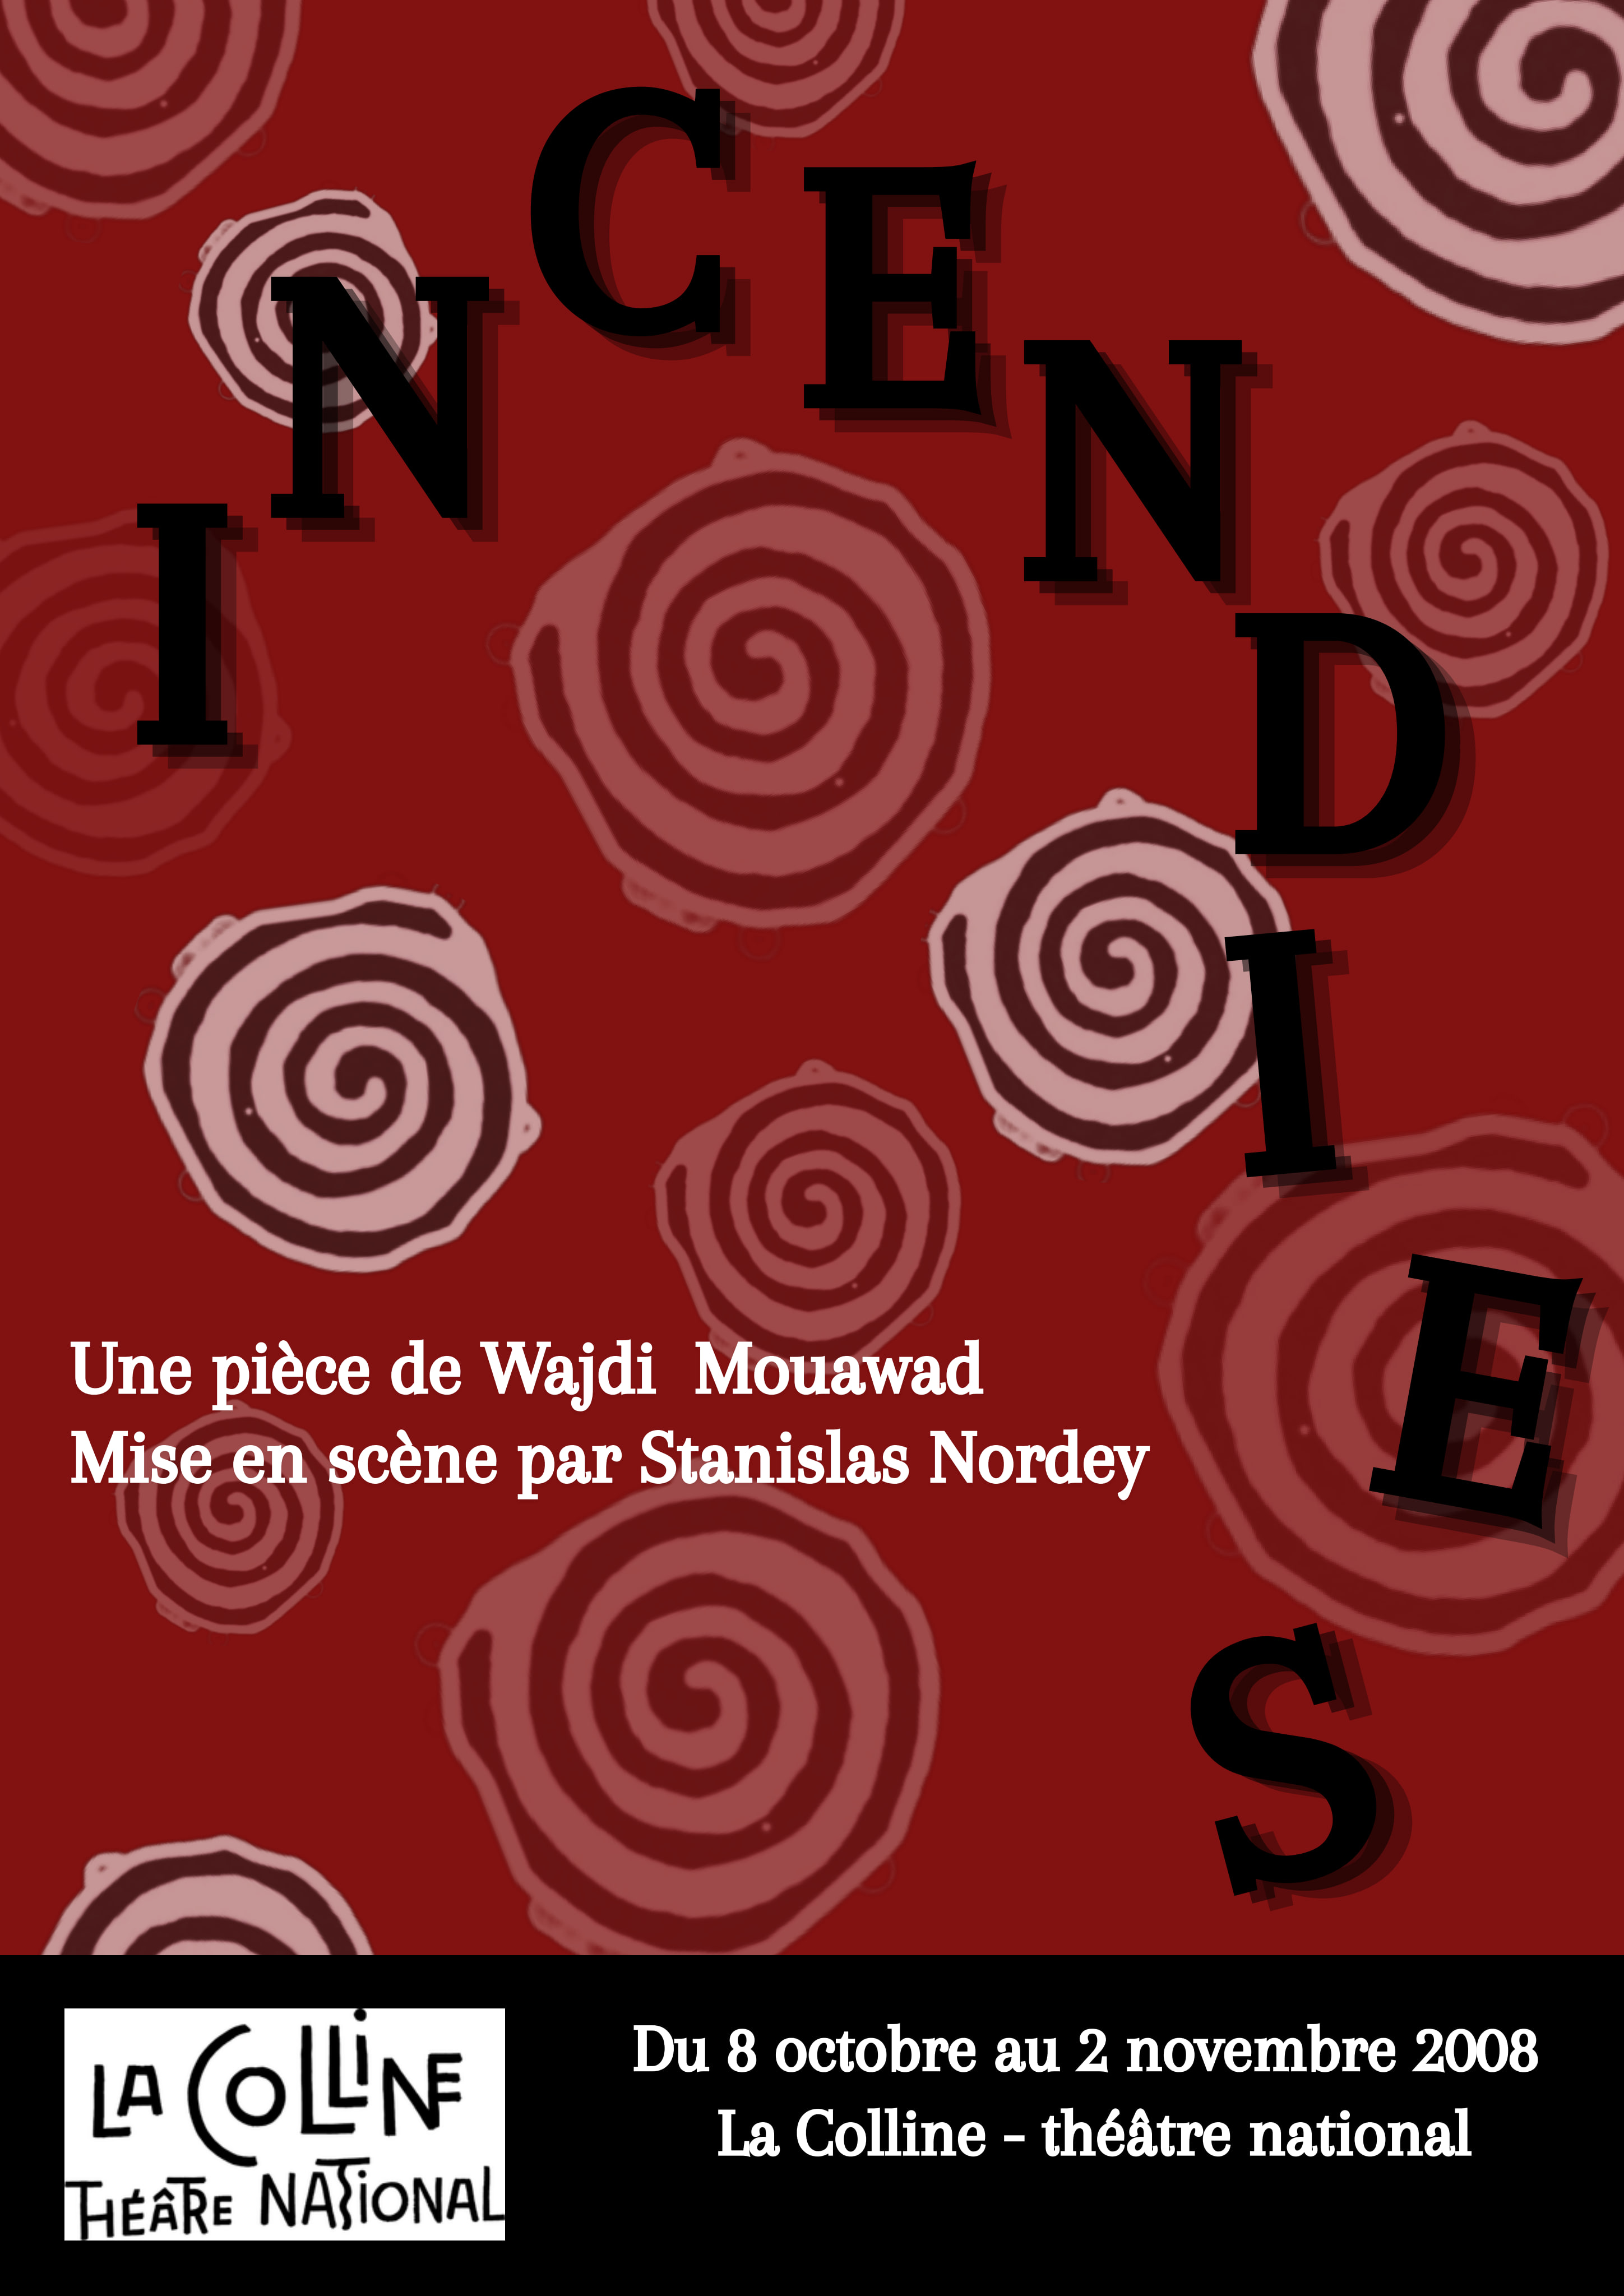 INCENDIES
Une pièce de Wajdi  Mouawad
Mise en scène par Stanislas Nordey
LA COLLiNE
THÉÂTRE NATiONAL
Du 8 octobre au 2 novembre 2008
La Colline - théâtre national